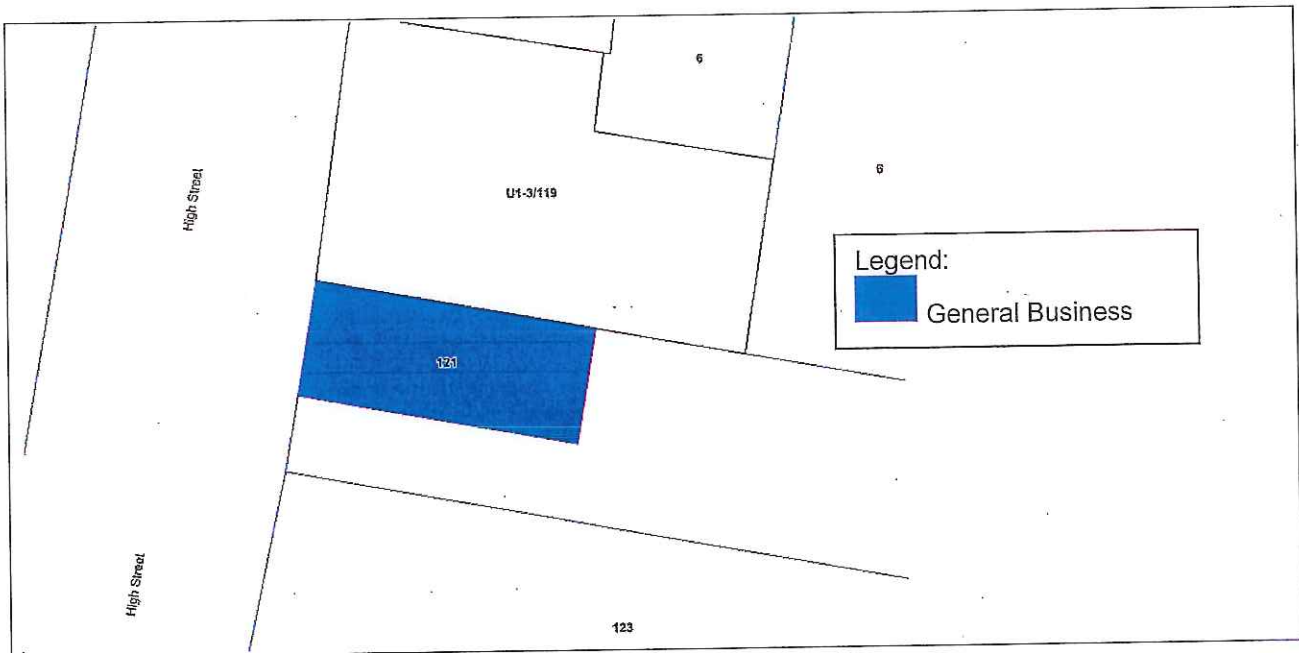 6
6
High Street
U1-3/119
Legend:
General Business
121
High Street
123